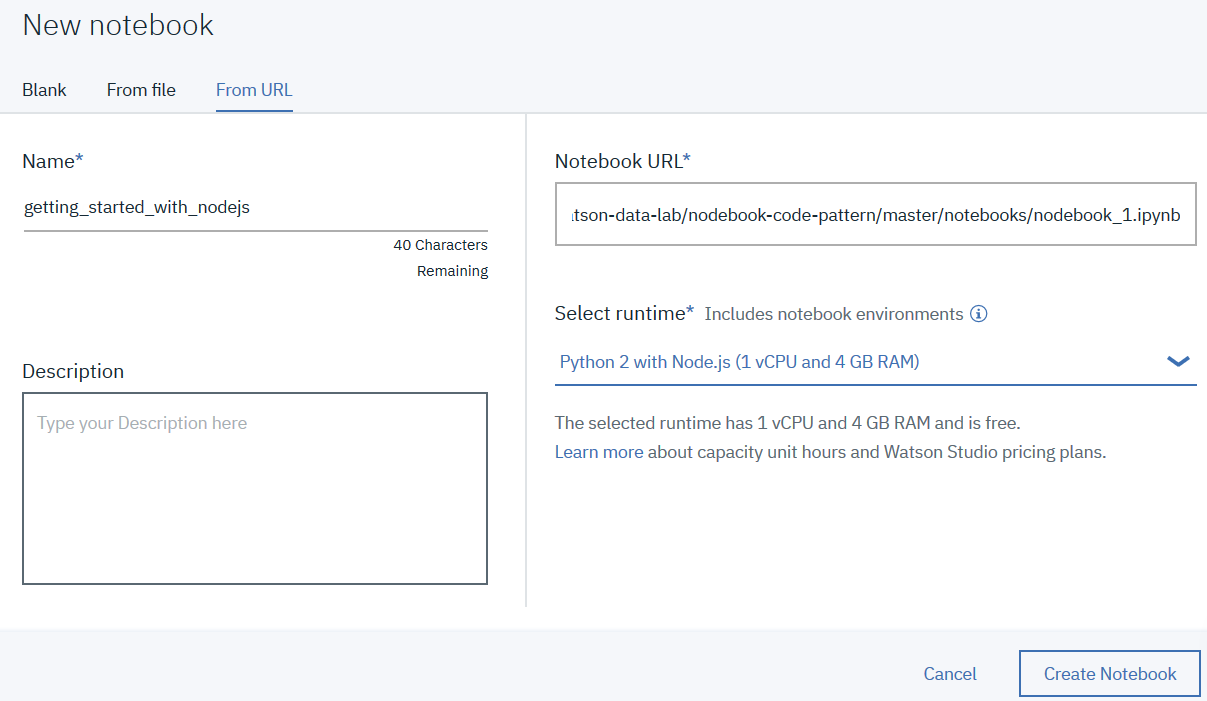 New notebook
Blank From file From URL
Name*
getting_started_with_nodejs
40 Characters
Remaining
Description
Type your Description here
Notebook URL*
tson-data-lab/nodebook-code-pattern/master/notebooks/nodebook_1.ipynb
Select runtime* Includes notebook environments
Python 2 with Node.js (1 vCPU and 4 GB RAM)
The selected runtime has 1 vCPU and 4 GB RAM and is free.
Learn more about capacity unit hours and Watson Studio pricing plans.
Cancel Create Notebook